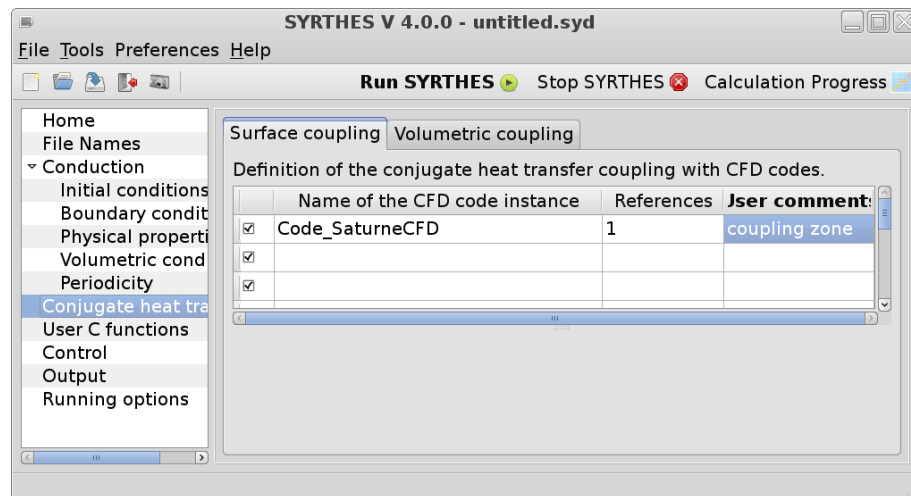 SYRTHES V 4.0.0 - untitled.syd
File Tools Preferences Help
Run SYRTHES Stop SYRTHES Calculation Progress
Home
File Names
Conduction
Initial conditions
Boundary condit
Physical properti
Volumetric cond
Periodicity
Conjugate heat tra
User C functions
Control
Output
Running options
Surface coupling Volumetric coupling
Definition of the conjugate heat transfer coupling with CFD codes.
Name of the CFD code instance References Jser comment:
Code_SaturneCFD 1 coupling zone